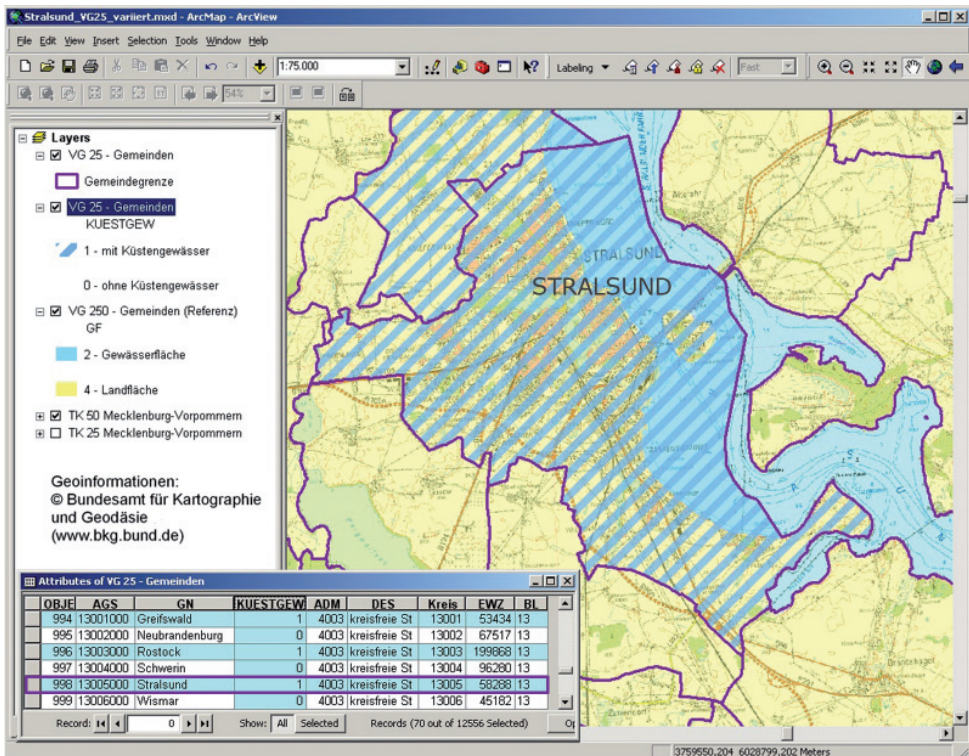 Stralsund_VG25_variiert.mxd - ArcMap - ArcView
File Edit View Insert Selection Tools Window Help
1:75.000 Labeling Fast
54%
Layers
VG 25 - Gemeinden
Gemeindegrenze
VG 25 - Gemeinden
KUESTGEW
1 - mit Küstengewässer
0 - ohne Küstengewässer
VG 250 - Gemeinden (Referenz)
GF
2 - Gewässerfläche
4 - Landfläche
TK 50 Mecklenburg-Vorpommern
TK 25 Mecklenburg-Vorpommern
Geoinformationen:
© Bundesamt für Kartographie
und Geodäsie
(www.bkg.bund.de)
STRALSUND
STRALSUND
Attributes of VG 25 - Gemeinden
OBJE AGS GN KUESTGEW ADM DES Kreis EWZ BL
994 13001000 Greifswald 1 4003 kreisfreie St 13001 53434 13
995 13002000 Neubrandenburg 0 4003 kreisfreie St 13002 67517 13
996 13003000 Rostock 1 4003 kreisfreie St 13003 199868 13
997 13004000 Schwerin 0 4003 kreisfreie St 13004 96280 13
998 13005000 Stralsund 1 4003 kreisfreie St 13005 58288 13
999 13006000 Wismar 0 4003 kreisfreie St 13006 45182 13
Record: 0 Show: All Selected Records (70 out of 12556 Selected) Op
3759550,204 6028799,202 Meters